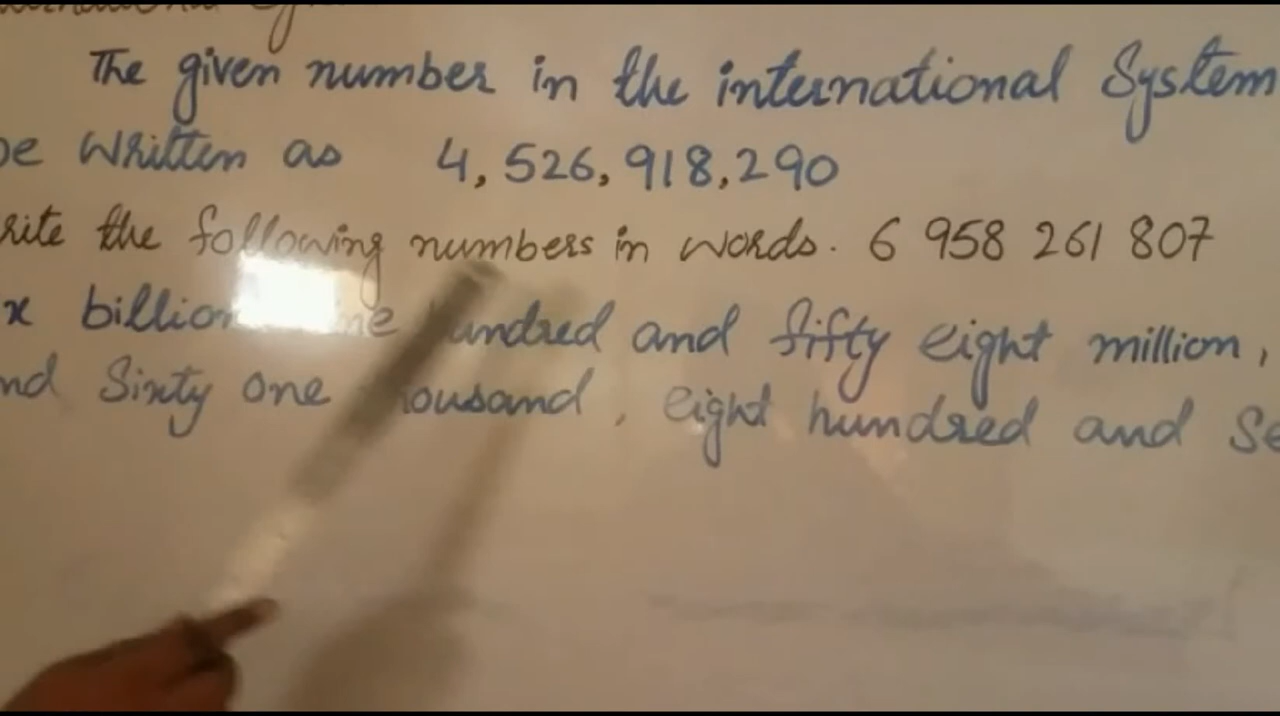 The given number in the international System
be written as 4,526,918,290
rite the following numbers in words. 6 958 261 807
x billion ne undred and fifty eight million,
nd Sixty one housand, eight hundred and Se